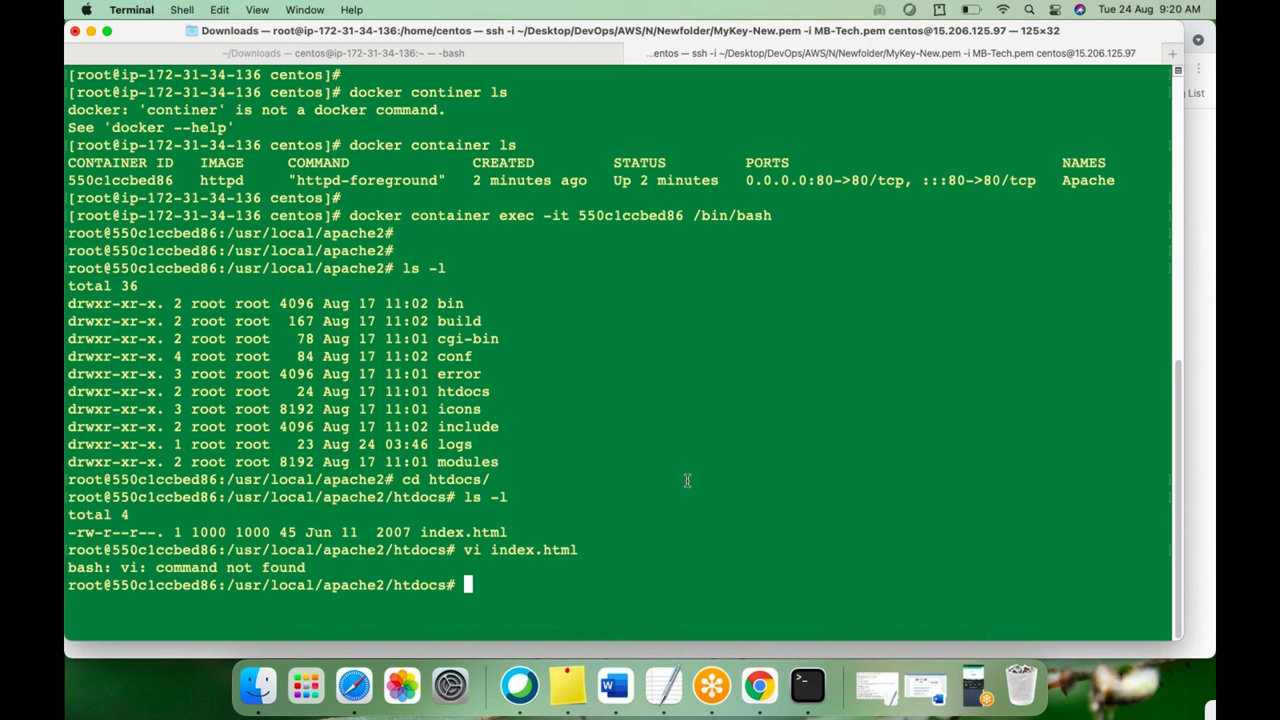 Terminal Shell Edit View Window Help Tue 24 Aug 9:20 AM
Downloads — root@ip-172-31-34-136:/home/centos — ssh -i ~/Desktop/DevOps/AWS/N/Newfolder/MyKey-New.pem -i MB-Tech.pem centos@15.206.125.97 — 125×32
~/Downloads — centos@ip-172-31-34-136:~ — -bash ...entos — ssh -i ~/Desktop/DevOps/AWS/N/Newfolder/MyKey-New.pem -i MB-Tech.pem centos@15.206.125.97 +
List
[root@ip-172-31-34-136 centos]#
[root@ip-172-31-34-136 centos]# docker continer ls
docker: 'continer' is not a docker command.
See 'docker --help'
[root@ip-172-31-34-136 centos]# docker container ls
CONTAINER ID IMAGE COMMAND CREATED STATUS PORTS NAMES
550c1ccbed86 httpd "httpd-foreground" 2 minutes ago Up 2 minutes 0.0.0.0:80->80/tcp, :::80->80/tcp Apache
[root@ip-172-31-34-136 centos]#
[root@ip-172-31-34-136 centos]# docker container exec -it 550c1ccbed86 /bin/bash
root@550c1ccbed86:/usr/local/apache2#
root@550c1ccbed86:/usr/local/apache2#
root@550c1ccbed86:/usr/local/apache2# ls -l
total 36
drwxr-xr-x. 2 root root 4096 Aug 17 11:02 bin
drwxr-xr-x. 2 root root 167 Aug 17 11:02 build
drwxr-xr-x. 2 root root 78 Aug 17 11:01 cgi-bin
drwxr-xr-x. 4 root root 84 Aug 17 11:02 conf
drwxr-xr-x. 3 root root 4096 Aug 17 11:01 error
drwxr-xr-x. 2 root root 24 Aug 17 11:01 htdocs
drwxr-xr-x. 3 root root 8192 Aug 17 11:01 icons
drwxr-xr-x. 2 root root 4096 Aug 17 11:02 include
drwxr-xr-x. 1 root root 23 Aug 24 03:46 logs
drwxr-xr-x. 2 root root 8192 Aug 17 11:01 modules
root@550c1ccbed86:/usr/local/apache2# cd htdocs/
root@550c1ccbed86:/usr/local/apache2/htdocs# ls -l
total 4
-rw-r--r--. 1 1000 1000 45 Jun 11 2007 index.html
root@550c1ccbed86:/usr/local/apache2/htdocs# vi index.html
bash: vi: command not found
root@550c1ccbed86:/usr/local/apache2/htdocs#